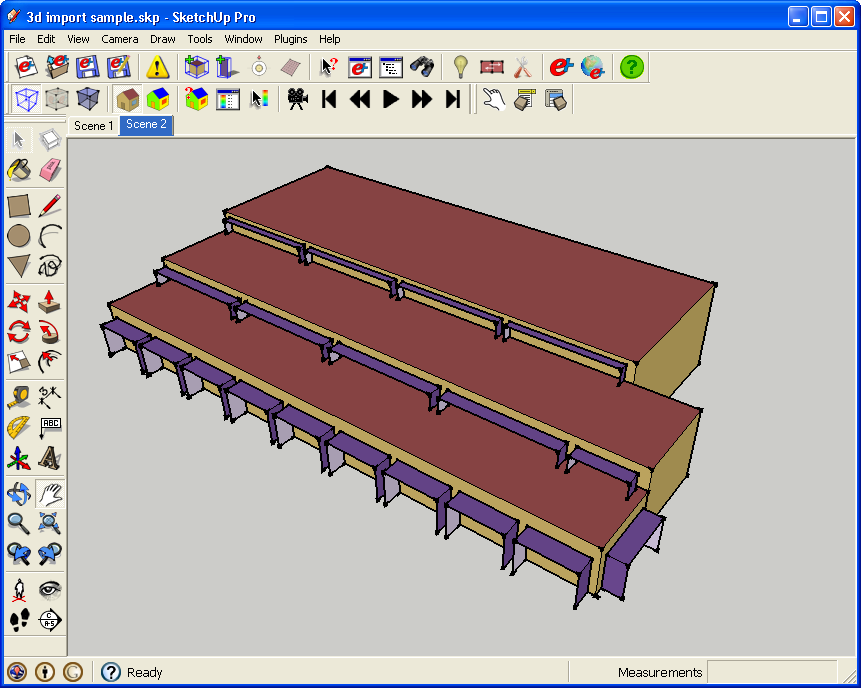 3d import sample.skp - SketchUp Pro
File Edit View Camera Draw Tools Window Plugins Help
Scene 1 Scene 2
ABC
Ready
Measurements